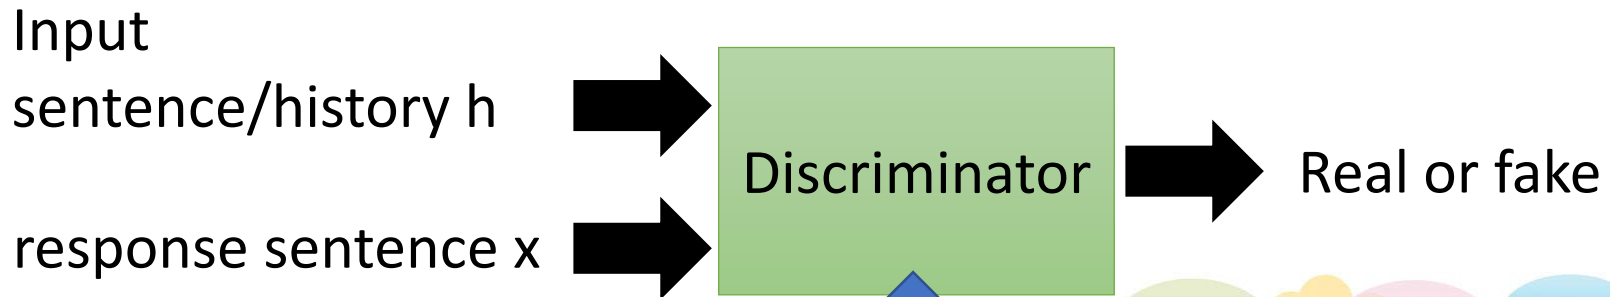 Input
sentence/history h
Discriminator
Real or fake
response sentence x